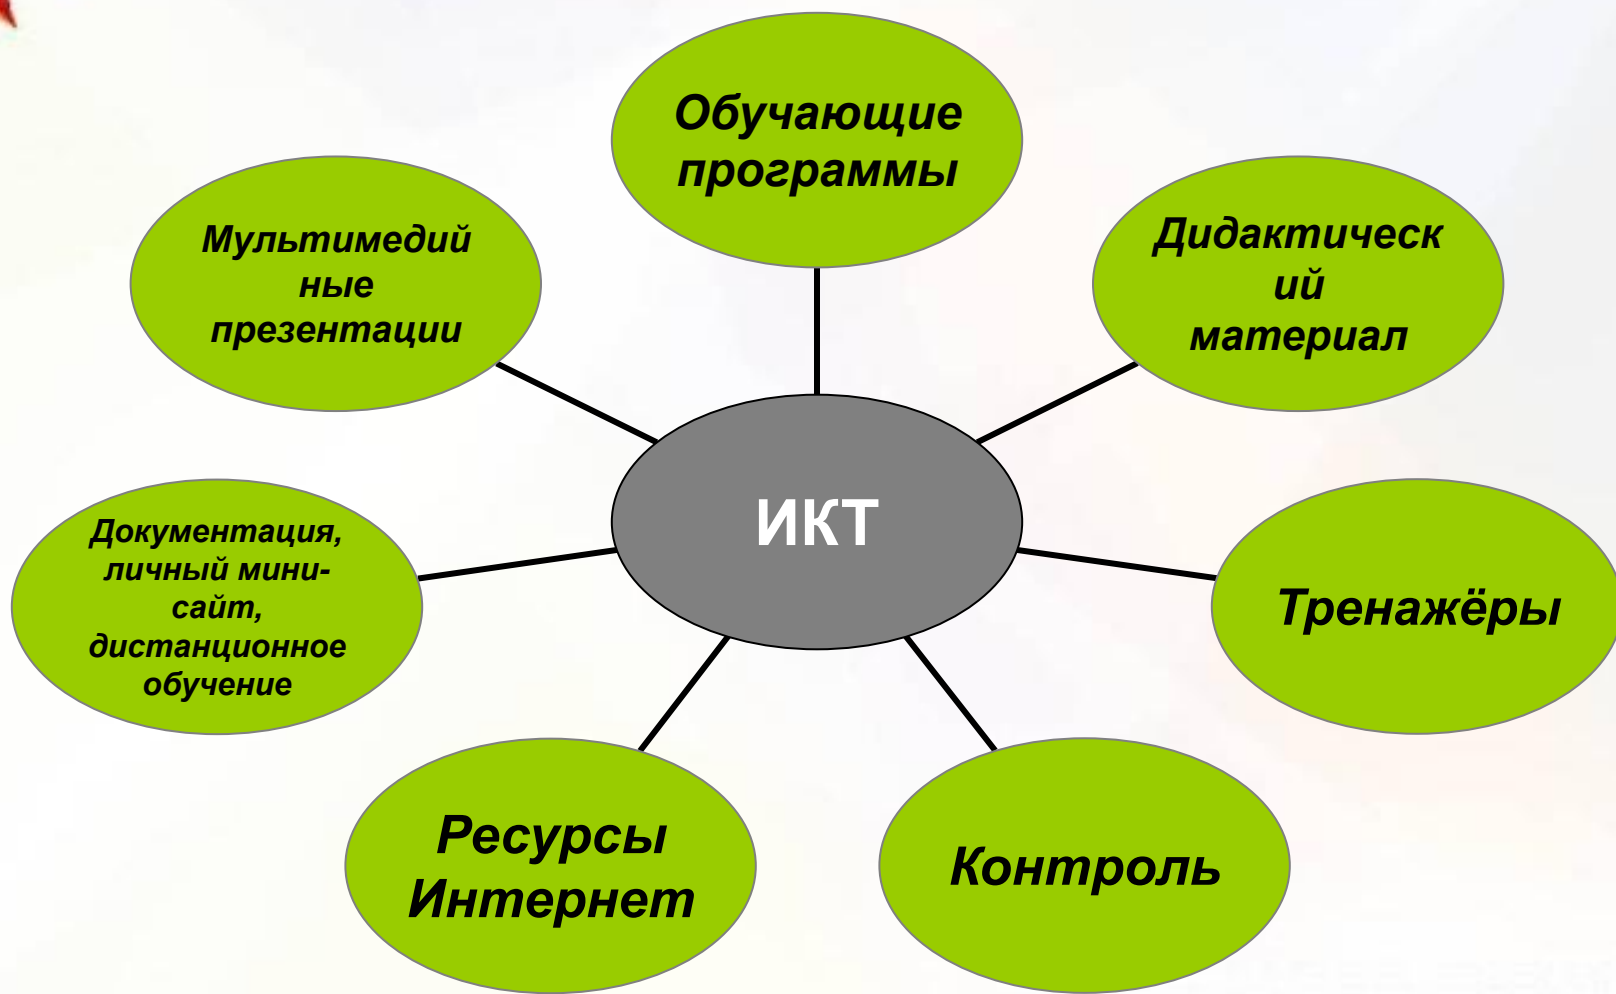 Обучающие
программы
Мультимедий
ные
презентации
Дидактическ
ий
материал
ИКТ
Документация,
личный мини-
сайт,
дистанционное
обучение
Тренажёры
Ресурсы
Интернет
Контроль